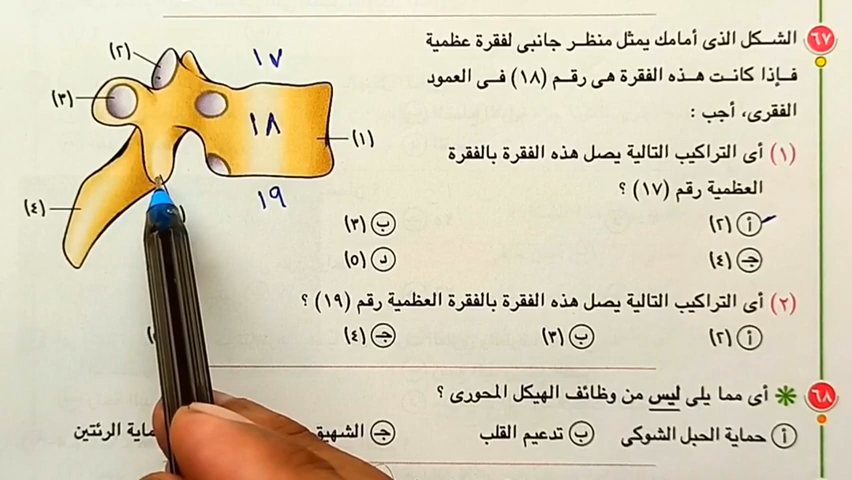 ٦٧ الشكل الذى أمامك يمثل منظر جانبى لفقرة عظمية
فإذا كانت هذه الفقرة هى رقم (١٨) فى العمود
الفقرى، أجب :
(١) أى التراكيب التالية يصل هذه الفقرة بالفقرة
العظمية رقم (١٧) ؟
أ (٢) ب (٣)
جـ (٤) د (٥)
(٢) أى التراكيب التالية يصل هذه الفقرة بالفقرة العظمية رقم (١٩) ؟
أ (٢) ب (٣) جـ (٤)
٦٨ أى مما يلى ليس من وظائف الهيكل المحورى ؟
أ حماية الحبل الشوكى ب تدعيم القلب جـ الشهيق
(٢)
١٧
(٣)
١٨
(١)
١٩
(٤)